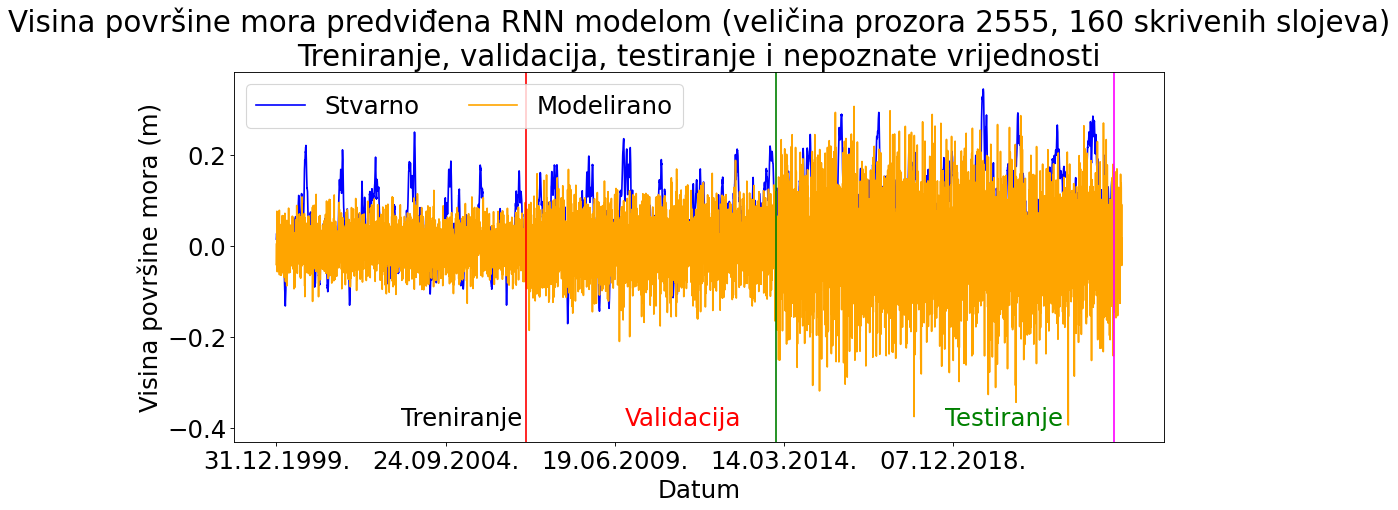 Visina površine mora predviđena RNN modelom (veličina prozora 2555, 160 skrivenih slojeva)
Treniranje, validacija, testiranje i nepoznate vrijednosti
Stvarno Modelirano
Visina površine mora (m)
0.2
0.0
−0.2
−0.4
Treniranje Validacija Testiranje
31.12.1999. 24.09.2004. 19.06.2009. 14.03.2014. 07.12.2018.
Datum